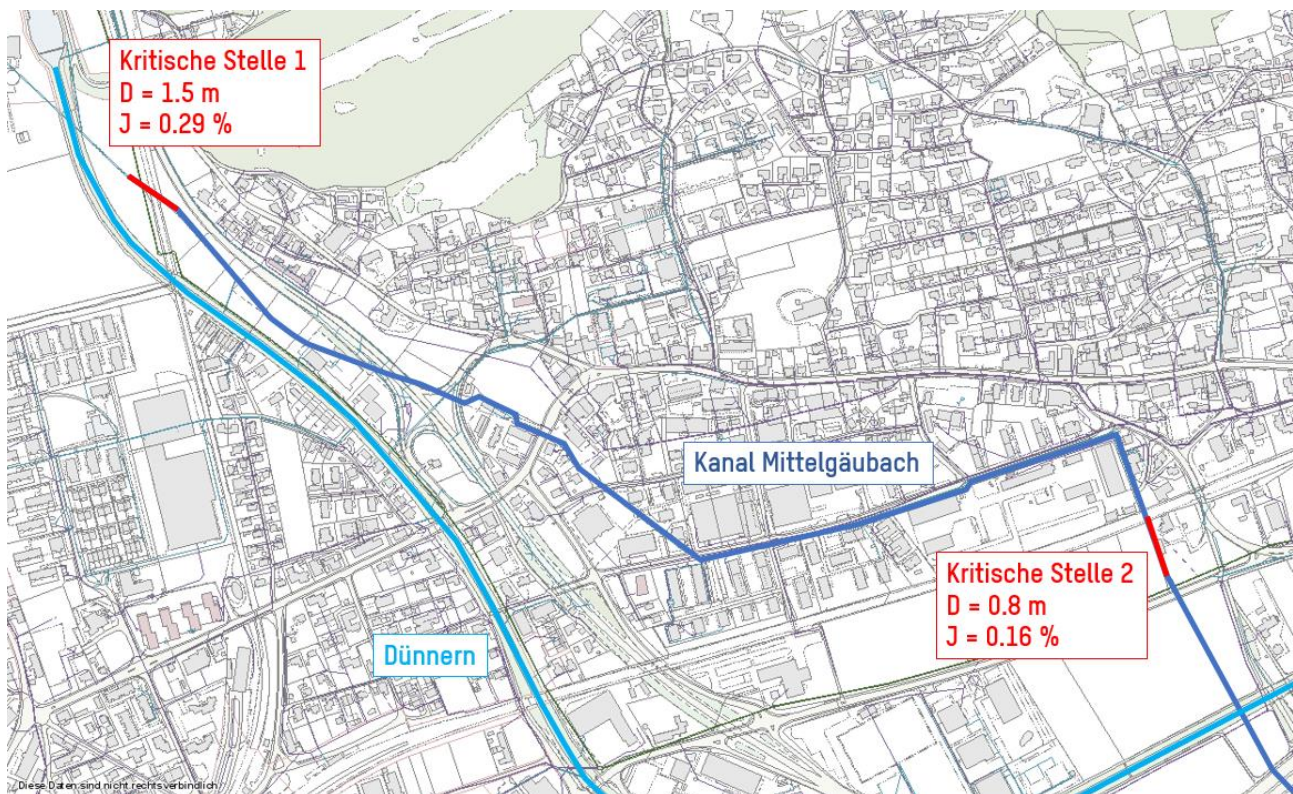 Kritische Stelle 1
D = 1.5 m
J = 0.29 %
Kanal Mittelgäubach
Kritische Stelle 2
D = 0.8 m
J = 0.16 %
Dünnern
Diese Daten sind nicht rechtsverbindlich